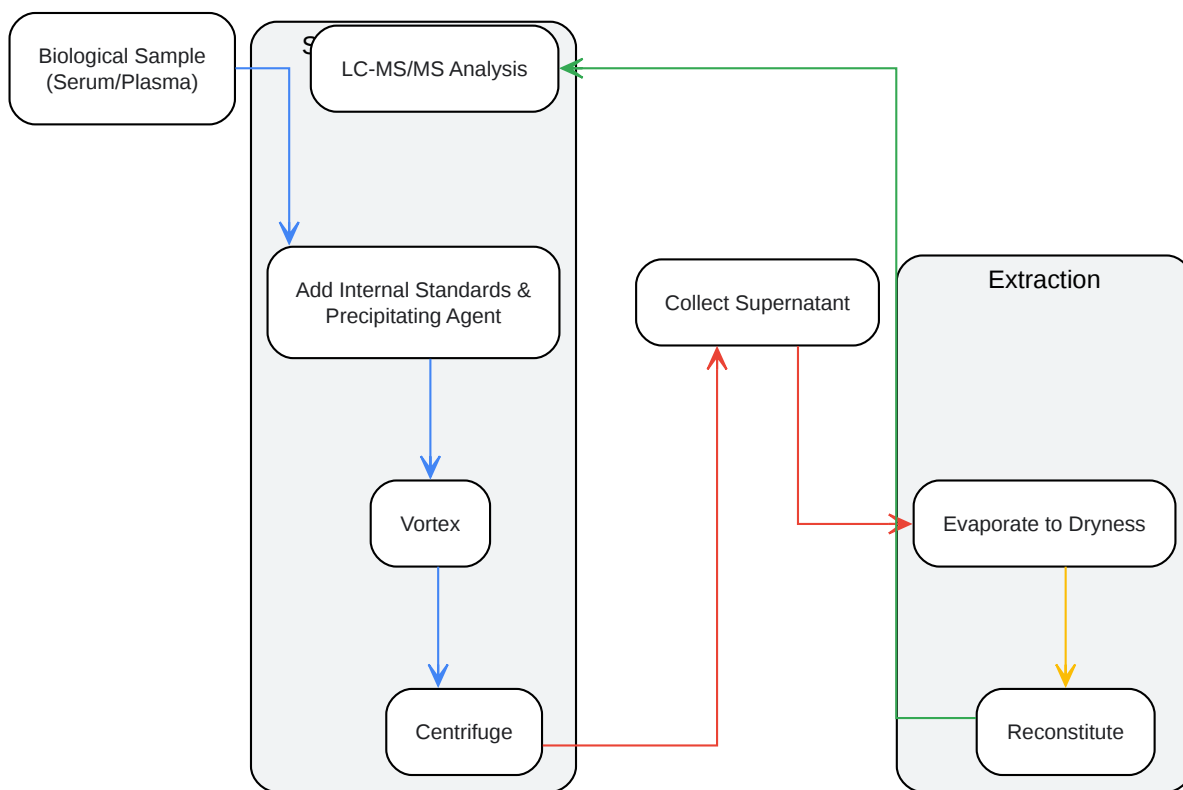 Biological Sample
(Serum/Plasma)
LC-MS/MS Analysis
Add Internal Standards &
Precipitating Agent
Vortex
Centrifuge
Collect Supernatant
Extraction
Evaporate to Dryness
Reconstitute